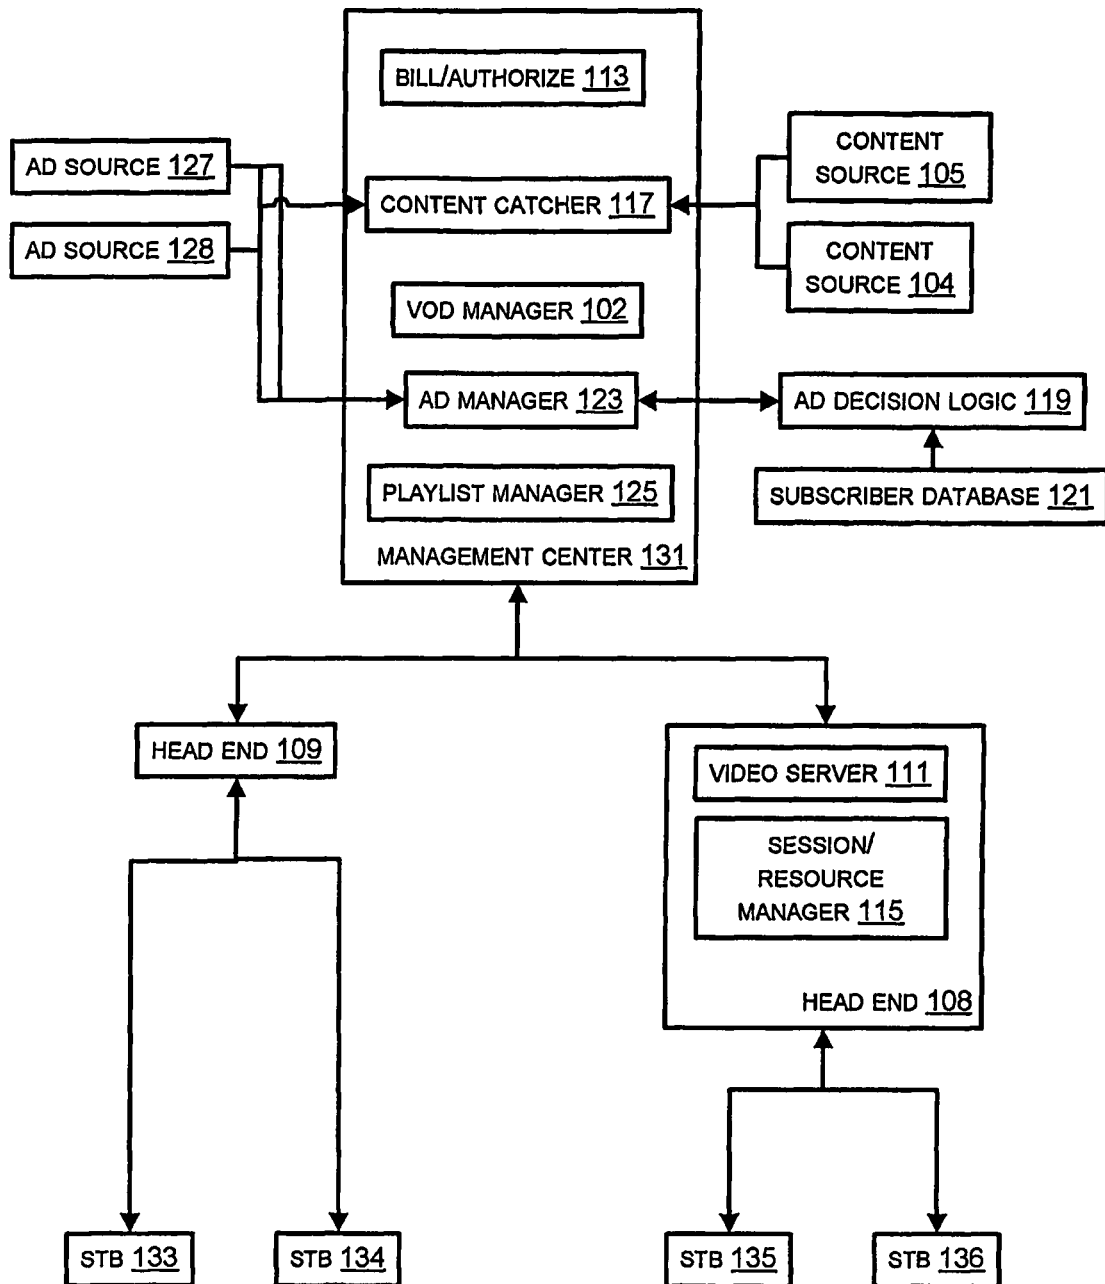 BILL/AUTHORIZE 113
AD SOURCE 127
AD SOURCE 128
CONTENT CATCHER 117
CONTENT
SOURCE 105
CONTENT
SOURCE 104
VOD MANAGER 102
AD MANAGER 123
AD DECISION LOGIC 119
PLAYLIST MANAGER 125
SUBSCRIBER DATABASE 121
MANAGEMENT CENTER 131
HEAD END 109
VIDEO SERVER 111
SESSION/
RESOURCE
MANAGER 115
HEAD END 108
STB 133
STB 134
STB 135
STB 136